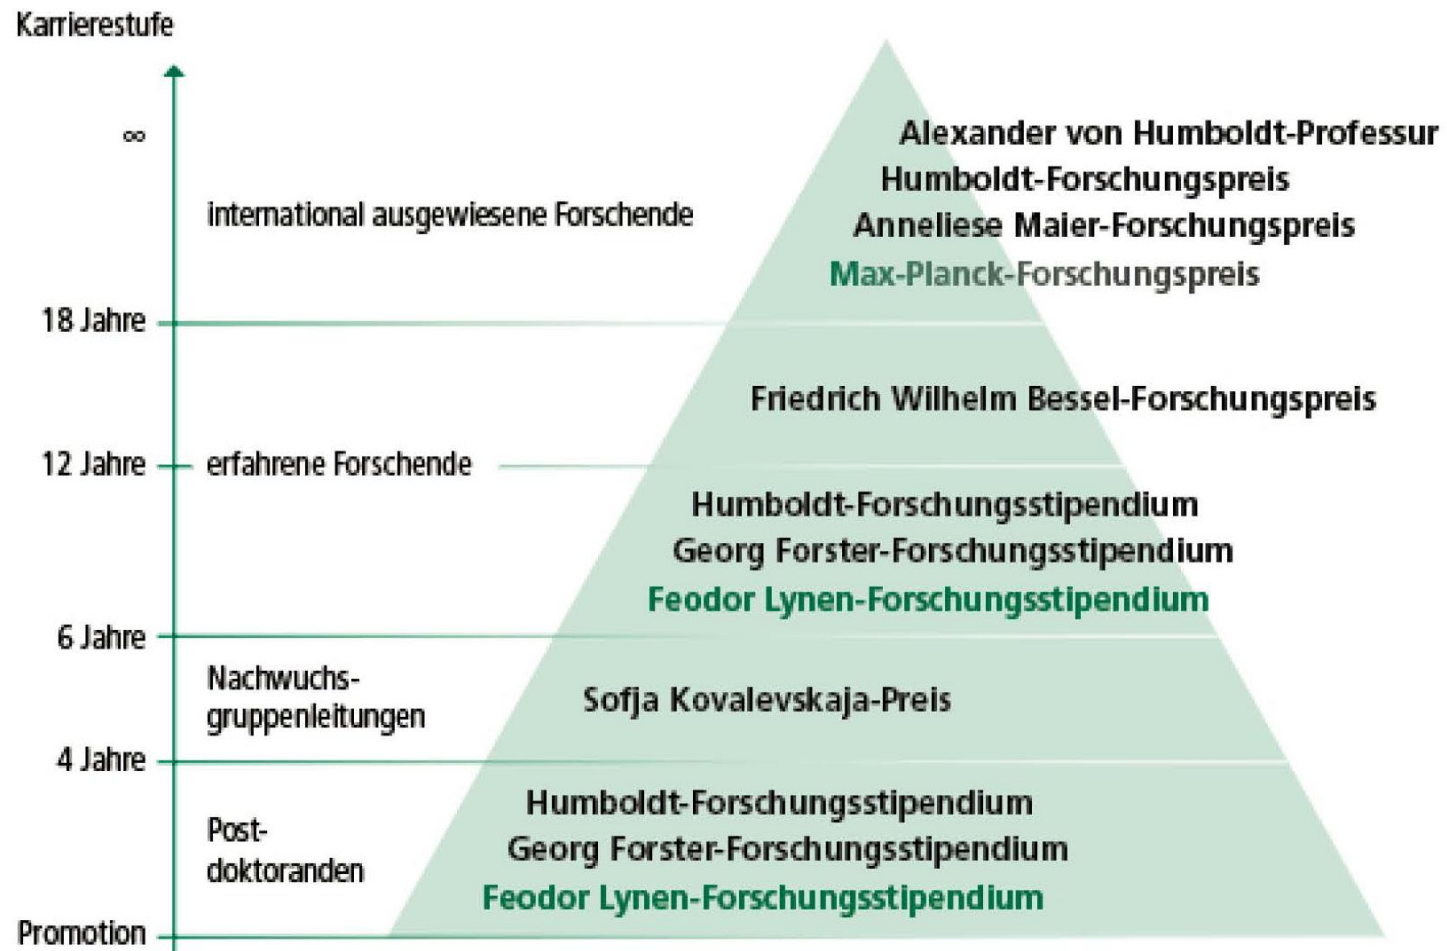 Karrierestufe
∞
Alexander von Humboldt-Professur
Humboldt-Forschungspreis
international ausgewiesene Forschende
Anneliese Maier-Forschungspreis
Max-Planck-Forschungspreis
18 Jahre
Friedrich Wilhelm Bessel-Forschungspreis
12 Jahre
erfahrene Forschende
Humboldt-Forschungsstipendium
Georg Forster-Forschungsstipendium
Feodor Lynen-Forschungsstipendium
6 Jahre
Nachwuchs-
gruppenleitungen
Sofja Kovalevskaja-Preis
4 Jahre
Humboldt-Forschungsstipendium
Post-
doktoranden
Georg Forster-Forschungsstipendium
Feodor Lynen-Forschungsstipendium
Promotion